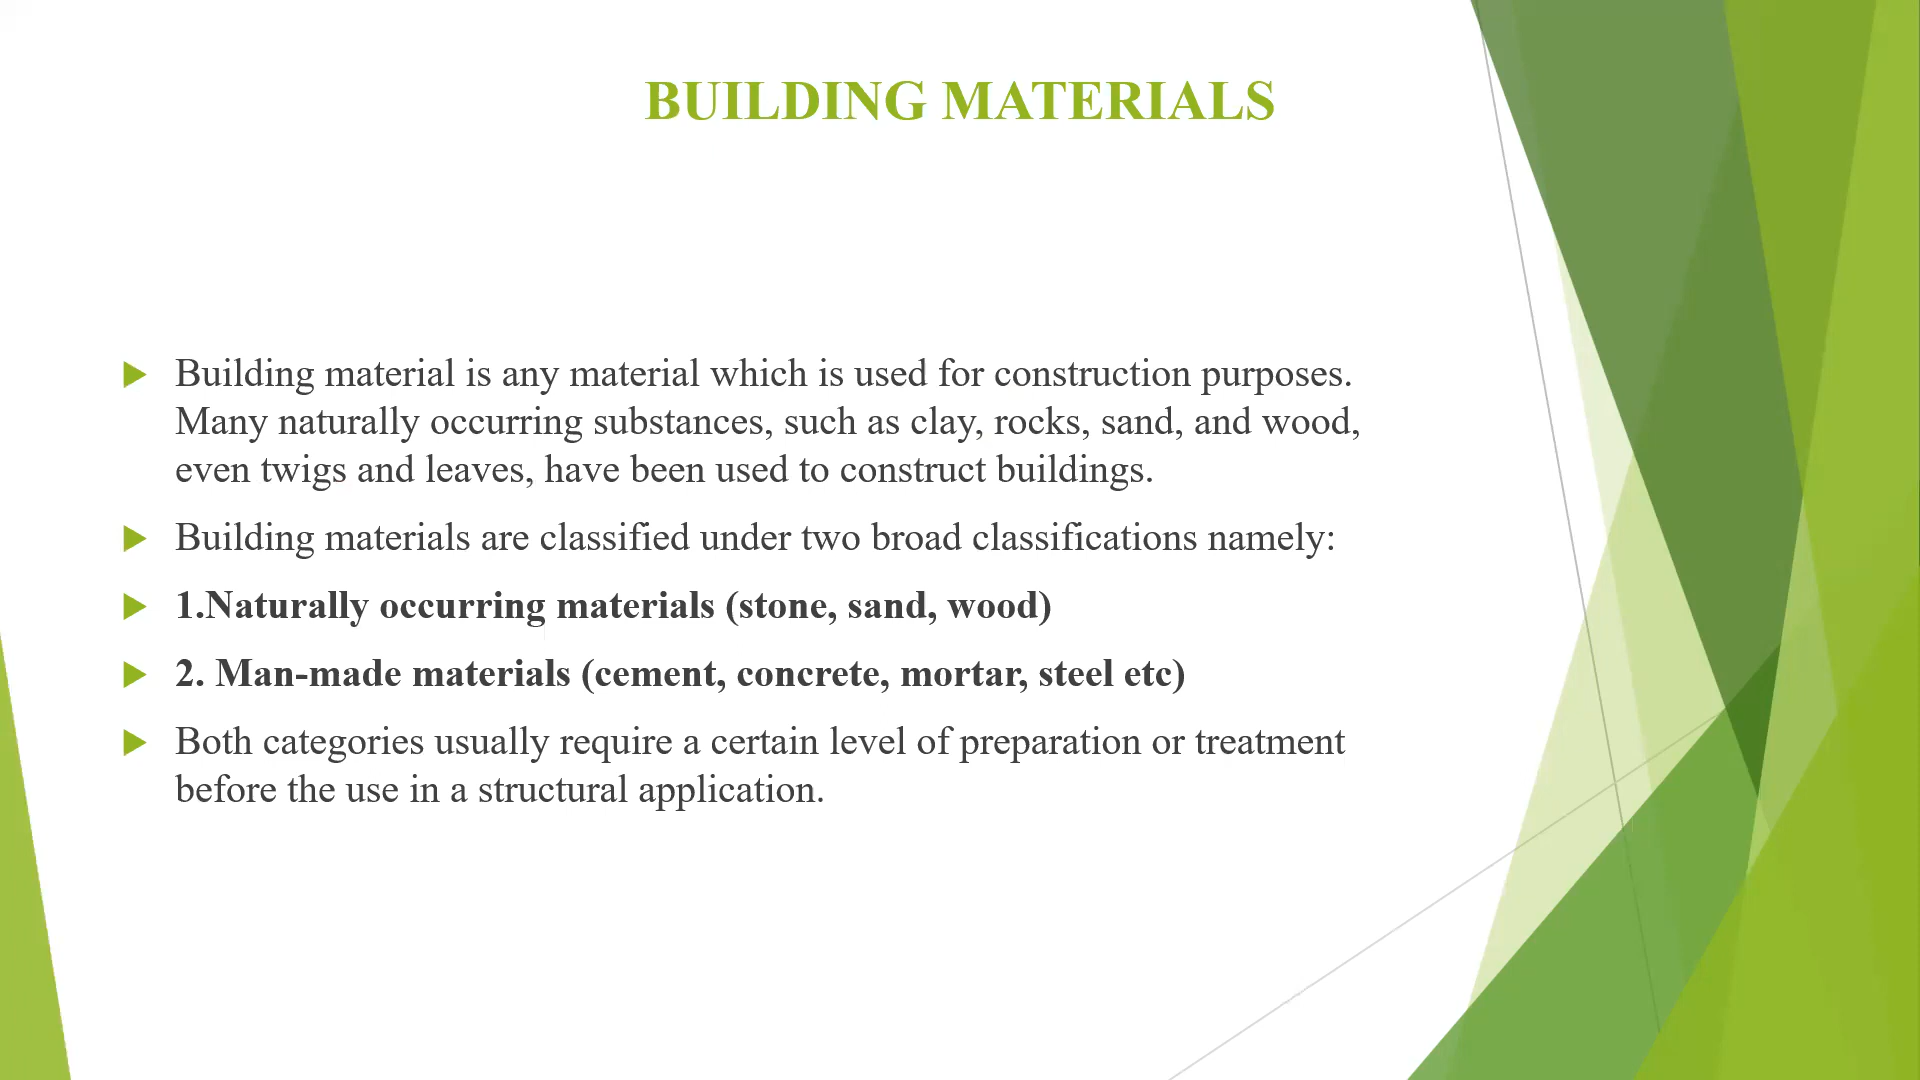 BUILDING MATERIALS
Building material is any material which is used for construction purposes.
Many naturally occurring substances, such as clay, rocks, sand, and wood,
even twigs and leaves, have been used to construct buildings.
Building materials are classified under two broad classifications namely:
1.Naturally occurring materials (stone, sand, wood)
2. Man-made materials (cement, concrete, mortar, steel etc)
Both categories usually require a certain level of preparation or treatment
before the use in a structural application.